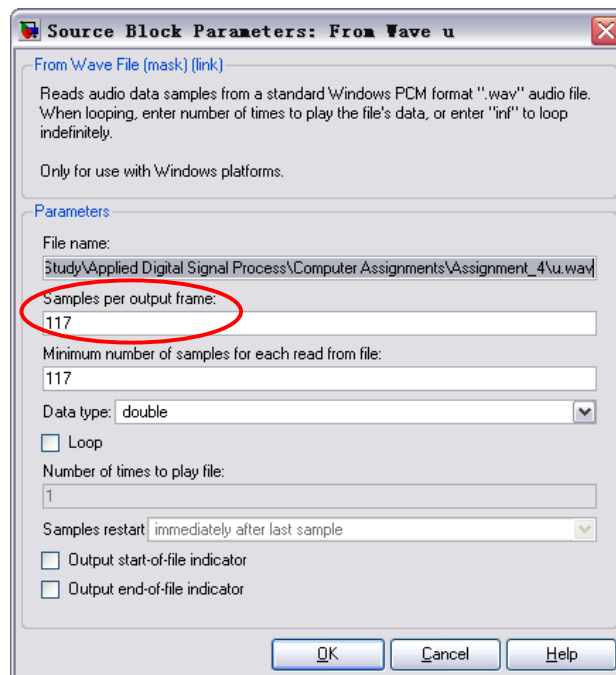 Source Block Parameters: From Wave u
From Wave File (mask) (link)
Reads audio data samples from a standard Windows PCM format ".wav" audio file.
When looping, enter number of times to play the file's data, or enter "inf" to loop
indefinitely.
Only for use with Windows platforms.
Parameters
File name:
Study\Applied Digital Signal Process\Computer Assignments\Assignment_4\u.wav
Samples per output frame:
117
Minimum number of samples for each read from file:
117
Data type: double
Loop
Number of times to play file:
1
Samples restart immediately after last sample
Output start-of-file indicator
Output end-of-file indicator
OK Cancel Help